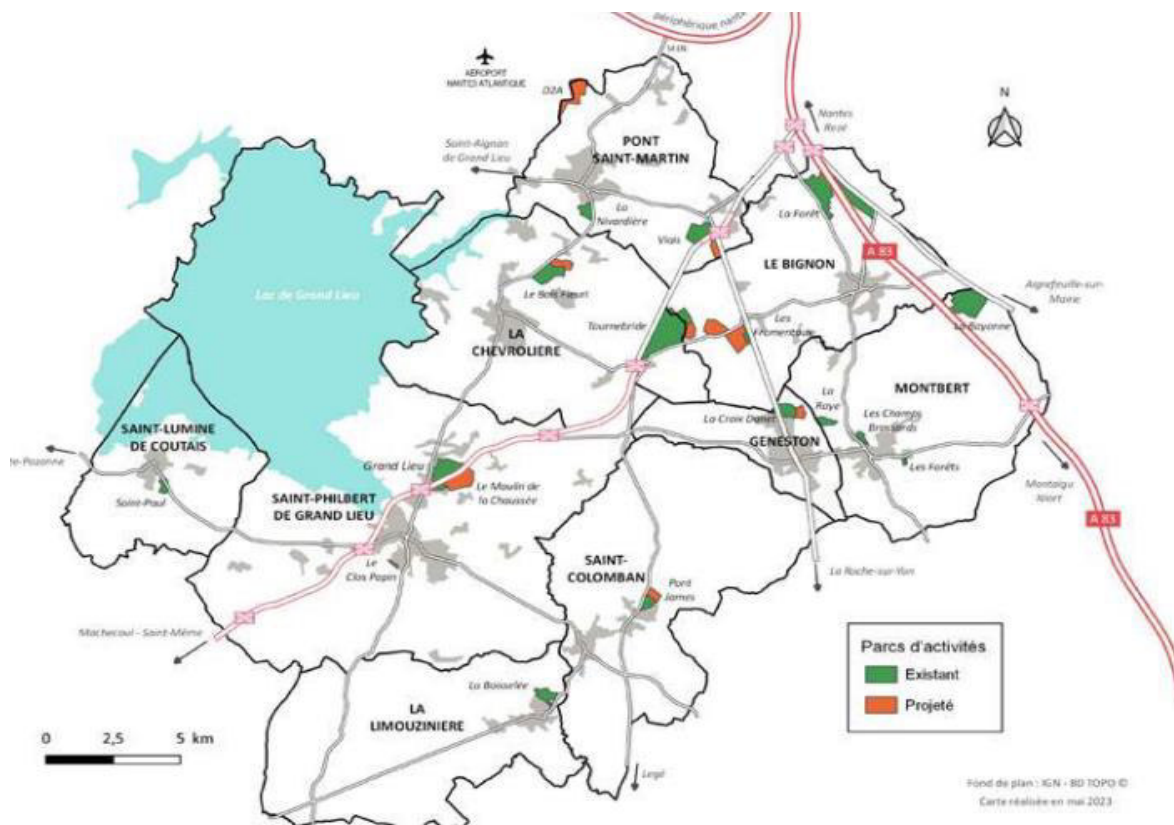 périphérique nantais
AÉROPORT
NANTES ATLANTIQUE
D2A
N
Nantes
Rezé
Saint-Aignan
de Grand Lieu
PONT
SAINT-MARTIN
La
Nivardière
Viais
La Forêt
LE BIGNON
A 83
Aigrefeuille-sur-
Maine
Lac de Grand Lieu
Le Bois Fleuri
Tournebride
Les
Fromentaux
La Bayonne
LA
CHEVROLIERE
MONTBERT
La
Raye
La Croix Danet
Les Champs
Brossards
GENESTON
Les Forêts
SAINT-LUMINE
DE COUTAIS
Saint-Paul
Grand Lieu
Le Moulin de
la Chaussée
SAINT-PHILBERT
DE GRAND LIEU
Montaigu
Niort
A 83
Le
Clos Papin
SAINT-
COLOMBAN
Pont
James
La Roche-sur-Yon
Machecoul - Saint-Même
La Boisselée
LA
LIMOUZINIERE
Legé
Parcs d'activités
Existant
Projeté
0 2,5 5 km
Fond de plan : IGN - BD TOPO ©
Carte réalisée en mai 2023